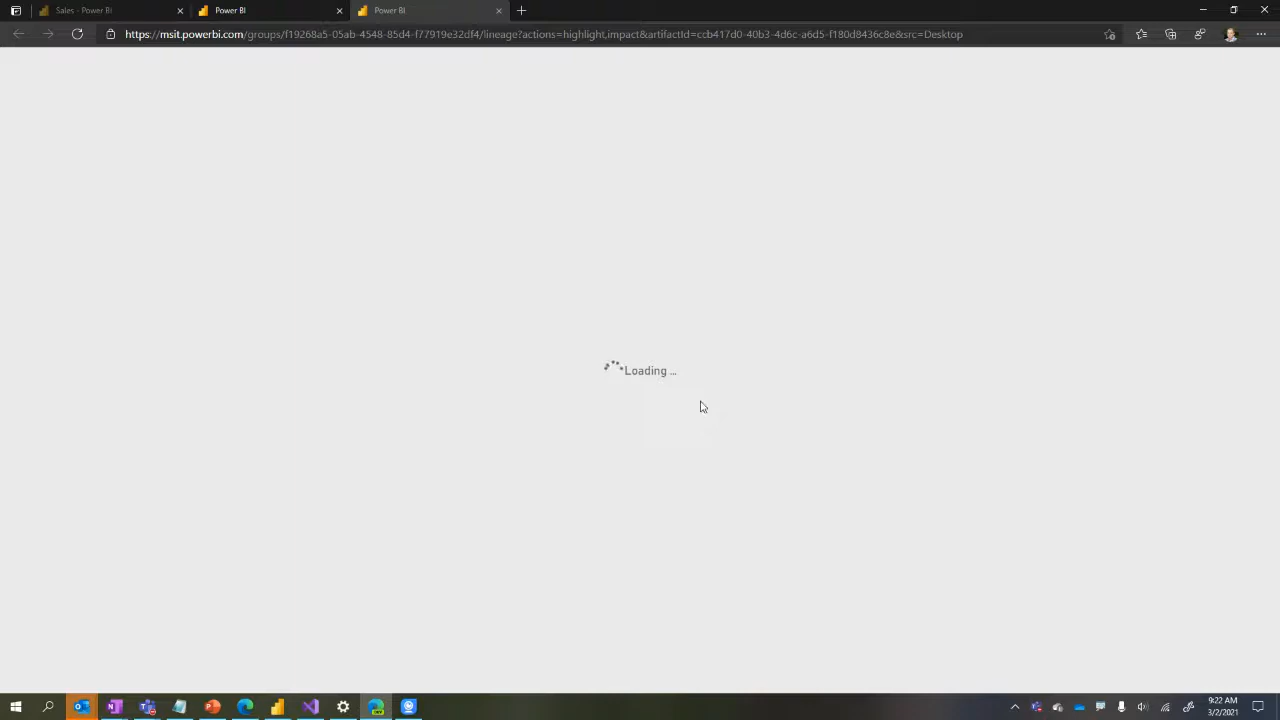 Sales - Power BI
Power BI
Power BI
https://msit.powerbi.com/groups/f19268a5-05ab-4548-85d4-f77919e32df4/lineage?actions=highlight,impact&artifactId=ccb417d0-40b3-4d6c-a6d5-f180d8436c8e&src=Desktop
Loading ...
9:22 AM
3/2/2021